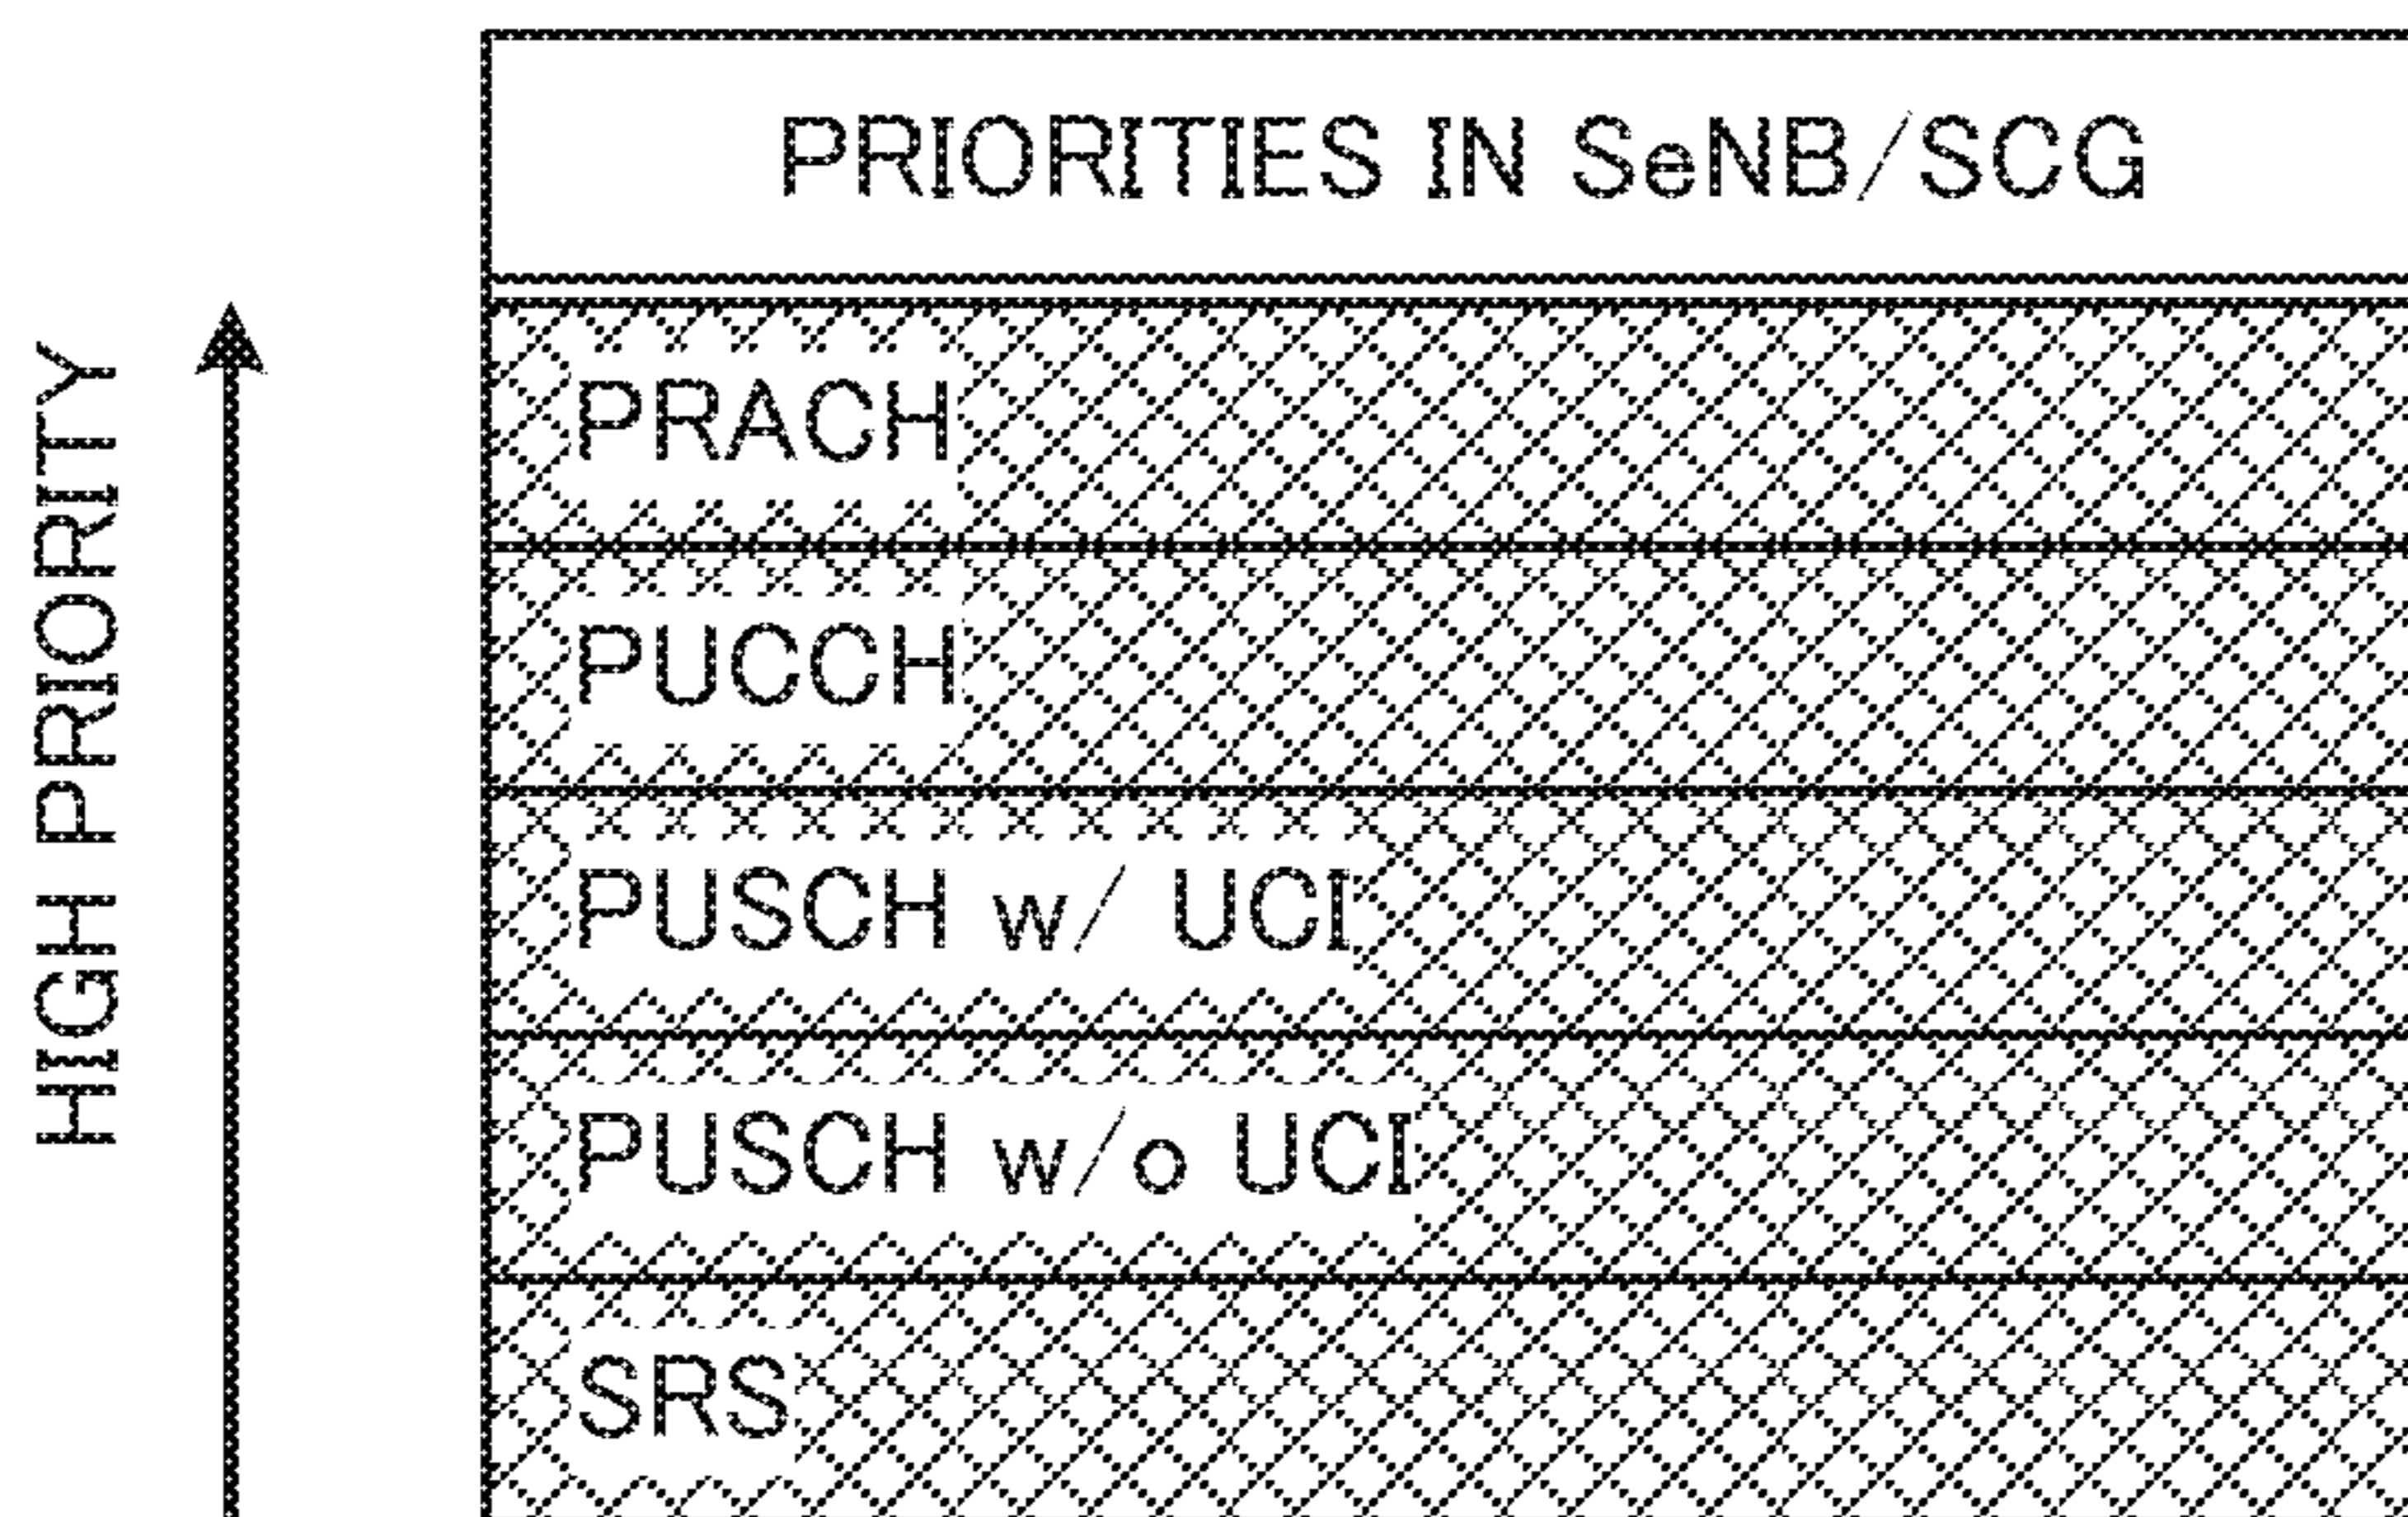 PRIORITIES IN SeNB/SCG
HIGH PRIORITY
PRACH
PUCCH
PUSCH w/ UCI
PUSCH w/o UCI
SRS